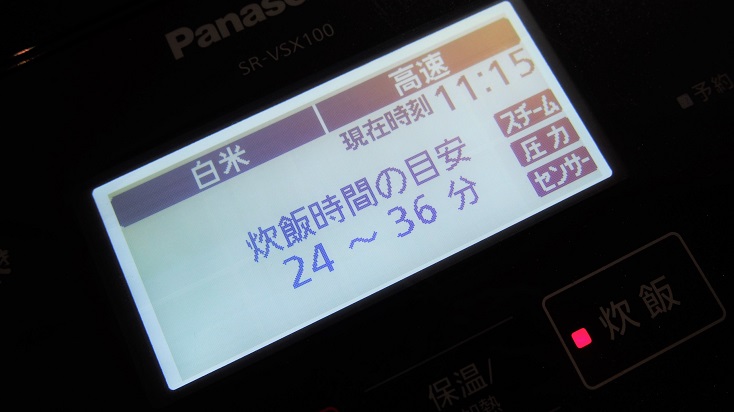 Panaso
SR-VSX100
白米 高速
現在時刻 11:15
スチーム
圧力
センサー
炊飯時間の目安
24 ~ 36 分
予約
炊飯
保温/